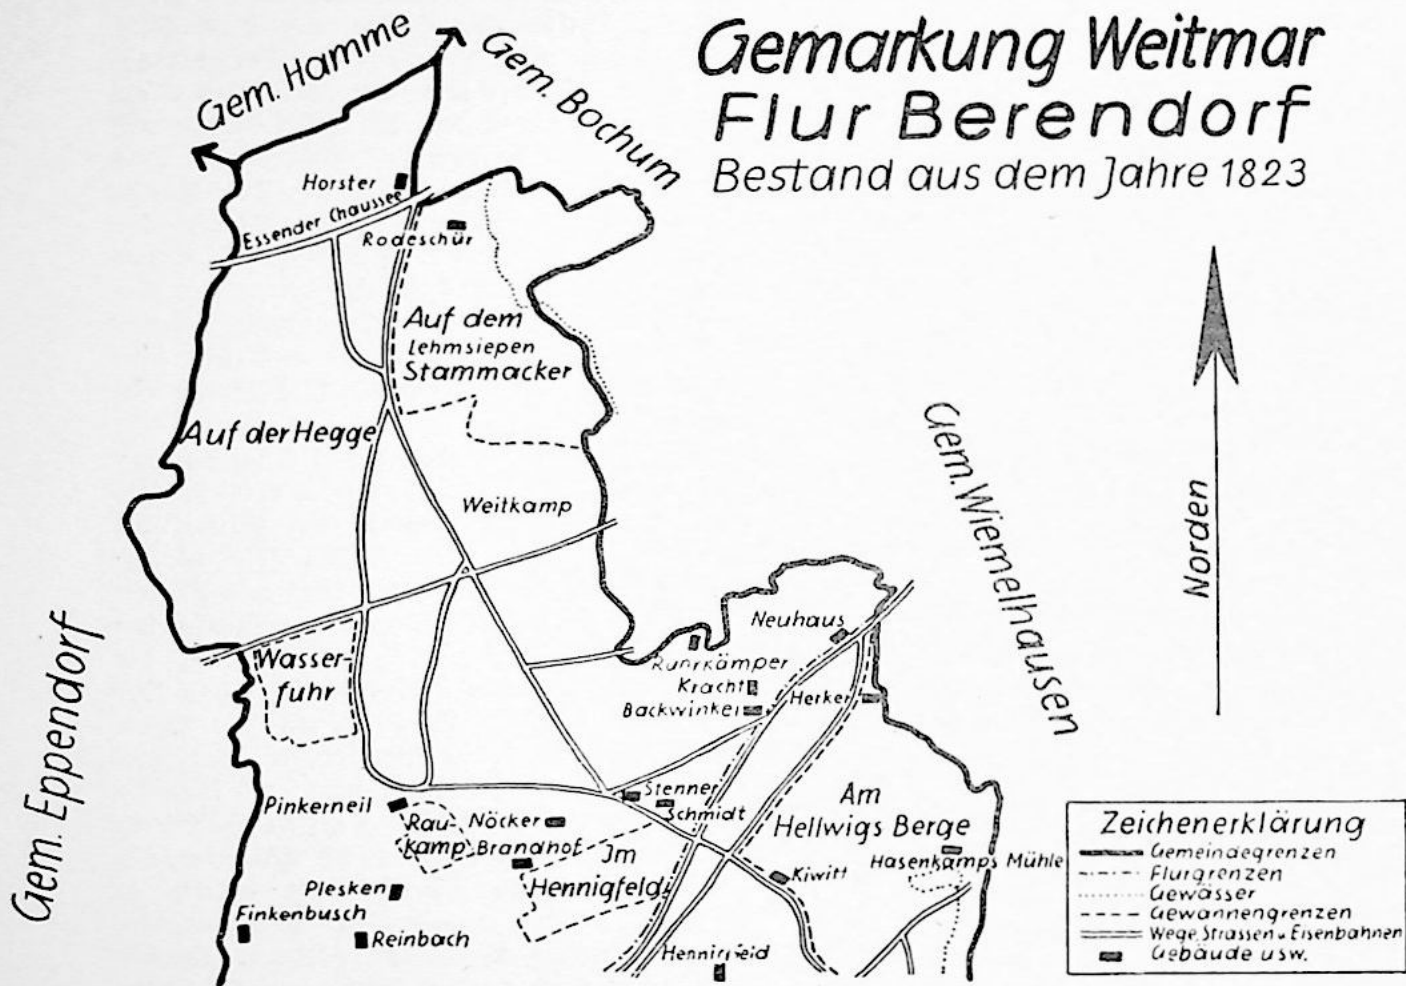 Gemarkung Weitmar
Flur Berendorf
Bestand aus dem Jahre 1823
Gem. Hamme
Gem. Bochum
Horster
Essender Chaussee
Rodeschür
Auf dem
Lehmsiepen
Stammacker
Auf der Hegge
Weitkamp
Gem. Wiemelhausen
Norden
Gem. Eppendorf
Wasser-
fuhr
Neuhaus
Ruhrkämper
Kracht
Backwinkel
Herker
Pinkerneil
Rau-
kamp
Nöcker
Brandhof
Stenner
Schmidt
Jm
Hennigfeld
Am
Hellwigs Berge
Hasenkamps Mühle
Kiwitt
Plesken
Finkenbusch
Reinbach
Zeichenerklärung
Gemeindegrenzen
Flurgrenzen
Gewässer
Gewannengrenzen
Wege, Strassen u. Eisenbahnen
Gebäude usw.